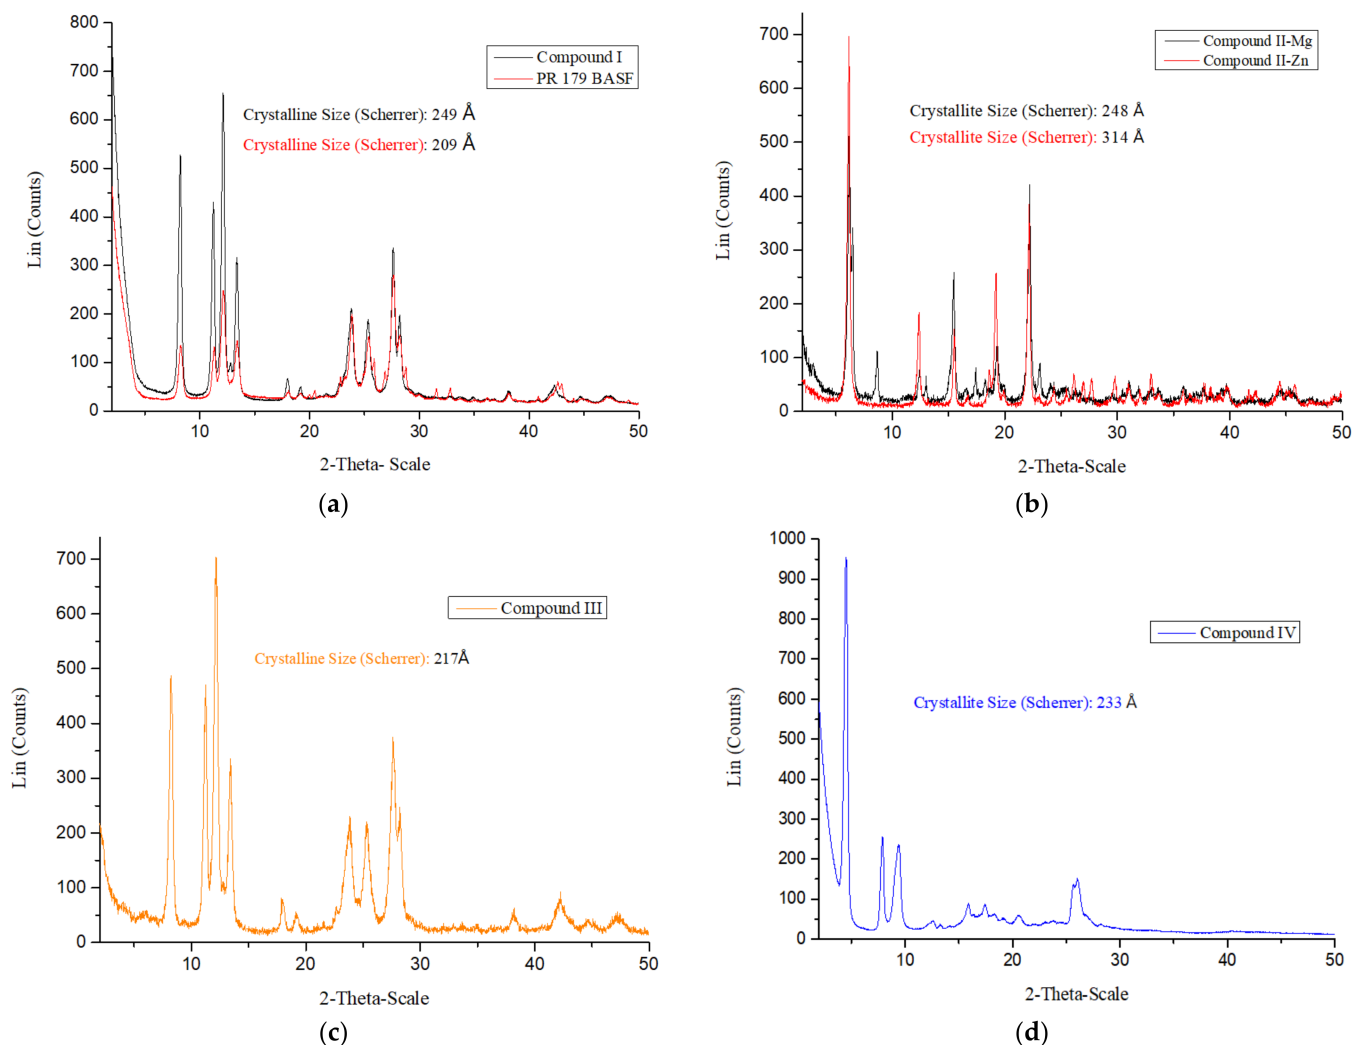 800
700
600
500
400
300
200
100
0
Lin (Counts)
Compound I
PR 179 BASF
Crystalline Size (Scherrer): 249 Å
Crystalline Size (Scherrer): 209 Å
10 20 30 40 50
2-Theta- Scale
(a)
700
600
500
400
300
200
100
0
Lin (Counts)
Compound II-Mg
Compound II-Zn
Crystallite Size (Scherrer): 248 Å
Crystallite Size (Scherrer): 314 Å
10 20 30 40 50
2-Theta-Scale
(b)
700
600
500
400
300
200
100
0
Lin (Counts)
Compound III
Crystalline Size (Scherrer): 217Å
10 20 30 40 50
2-Theta-Scale
(c)
1000
900
800
700
600
500
400
300
200
100
0
Lin (Counts)
Compound IV
Crystallite Size (Scherrer): 233 Å
10 20 30 40 50
2-Theta-Scale
(d)